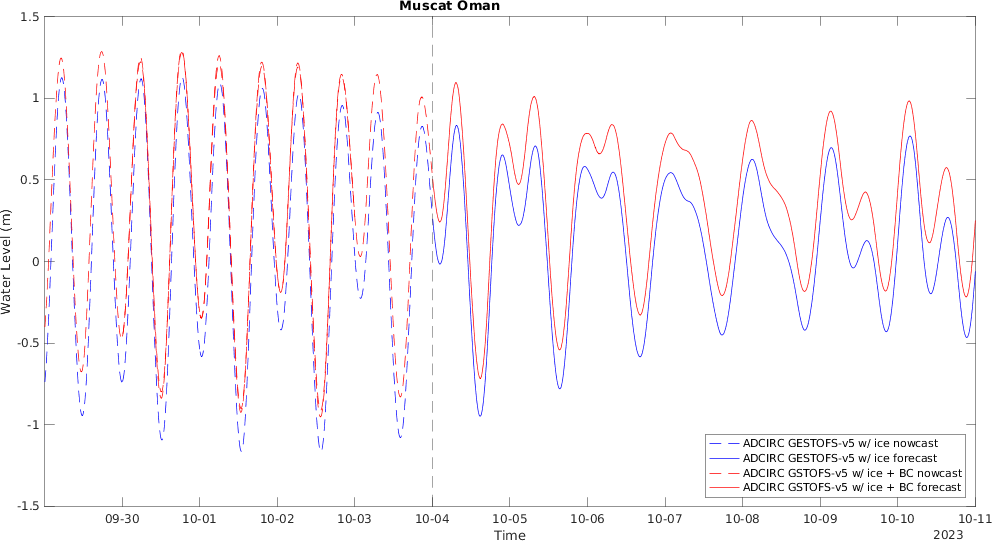 Muscat Oman
1.5
1
0.5
0
-0.5
-1
-1.5
Water Level (m)
09-30
10-01
10-02
10-03
10-04
10-05
10-06
10-07
10-08
10-09
10-10
10-11
Time
2023
ADCIRC GESTOFS-v5 w/ ice nowcast
ADCIRC GESTOFS-v5 w/ ice forecast
ADCIRC GSTOFS-v5 w/ ice + BC nowcast
ADCIRC GSTOFS-v5 w/ ice + BC forecast